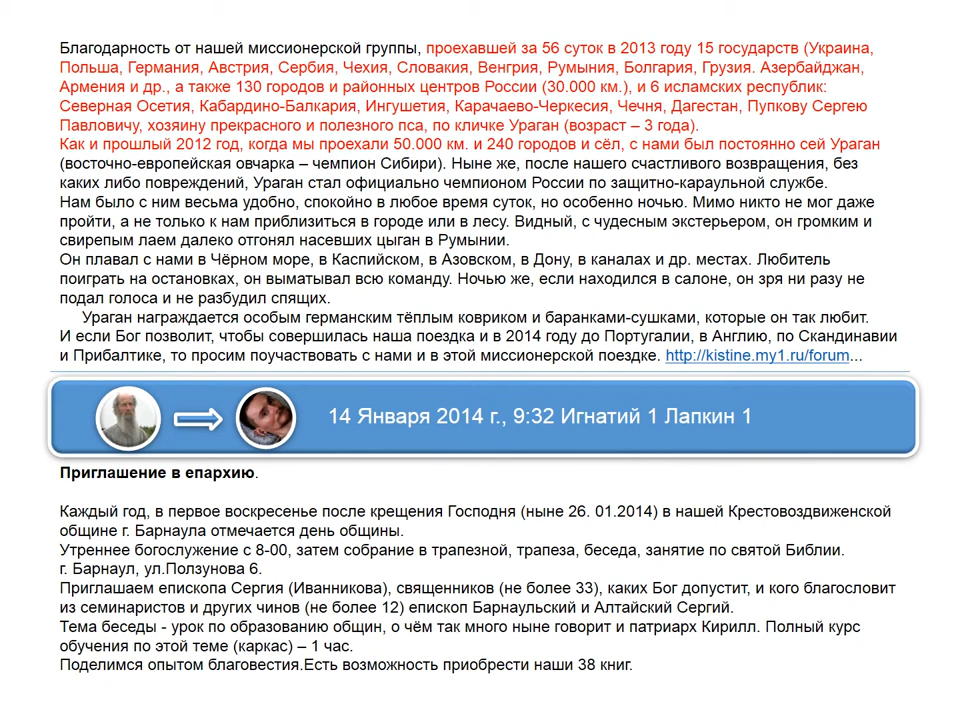 Благодарность от нашей миссионерской группы, проехавшей за 56 суток в 2013 году 15 государств (Украина,
Польша, Германия, Австрия, Сербия, Чехия, Словакия, Венгрия, Румыния, Болгария, Грузия. Азербайджан,
Армения и др., а также 130 городов и районных центров России (30.000 км.), и 6 исламских республик:
Северная Осетия, Кабардино-Балкария, Ингушетия, Карачаево-Черкесия, Чечня, Дагестан, Пупкову Сергею
Павловичу, хозяину прекрасного и полезного пса, по кличке Ураган (возраст – 3 года).
Как и прошлый 2012 год, когда мы проехали 50.000 км. и 240 городов и сёл, с нами был постоянно сей Ураган
(восточно-европейская овчарка – чемпион Сибири). Ныне же, после нашего счастливого возвращения, без
каких либо повреждений, Ураган стал официально чемпионом России по защитно-караульной службе.
Нам было с ним весьма удобно, спокойно в любое время суток, но особенно ночью. Мимо никто не мог даже
пройти, а не только к нам приблизиться в городе или в лесу. Видный, с чудесным экстерьером, он громким и
свирепым лаем далеко отгонял насевших цыган в Румынии.
Он плавал с нами в Чёрном море, в Каспийском, в Азовском, в Дону, в каналах и др. местах. Любитель
поиграть на остановках, он выматывал всю команду. Ночью же, если находился в салоне, он зря ни разу не
подал голоса и не разбудил спящих.
Ураган награждается особым германским тёплым ковриком и баранками-сушками, которые он так любит.
И если Бог позволит, чтобы совершилась наша поездка и в 2014 году до Португалии, в Англию, по Скандинавии
и Прибалтике, то просим поучаствовать с нами и в этой миссионерской поездке. http://kistine.my1.ru/forum...
14 Января 2014 г., 9:32 Игнатий 1 Лапкин 1
Приглашение в епархию.
Каждый год, в первое воскресенье после крещения Господня (ныне 26. 01.2014) в нашей Крестовоздвиженской
общине г. Барнаула отмечается день общины.
Утреннее богослужение с 8-00, затем собрание в трапезной, трапеза, беседа, занятие по святой Библии.
г. Барнаул, ул.Ползунова 6.
Приглашаем епископа Сергия (Иванникова), священников (не более 33), каких Бог допустит, и кого благословит
из семинаристов и других чинов (не более 12) епископ Барнаульский и Алтайский Сергий.
Тема беседы - урок по образованию общин, о чём так много ныне говорит и патриарх Кирилл. Полный курс
обучения по этой теме (каркас) – 1 час.
Поделимся опытом благовестия.Есть возможность приобрести наши 38 книг.